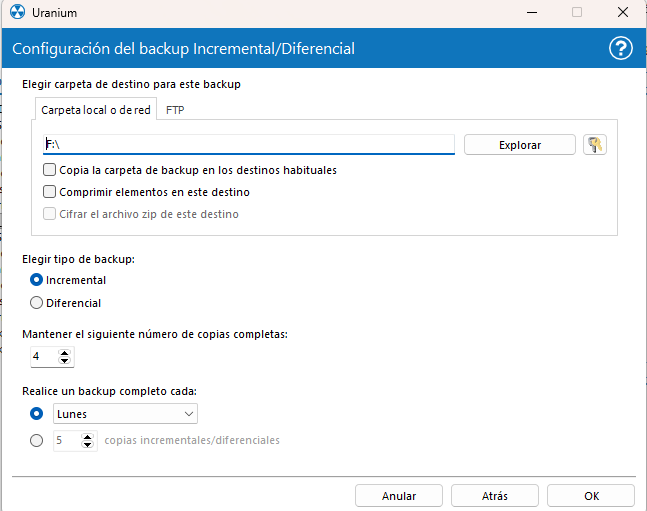 Uranium
Configuración del backup Incremental/Diferencial
?
Elegir carpeta de destino para este backup
Carpeta local o de red
FTP
F:\
Explorar
Copia la carpeta de backup en los destinos habituales
Comprimir elementos en este destino
Cifrar el archivo zip de este destino
Elegir tipo de backup:
Incremental
Diferencial
Mantener el siguiente número de copias completas:
4
Realice un backup completo cada:
Lunes
5 copias incrementales/diferenciales
Anular
Atrás
OK